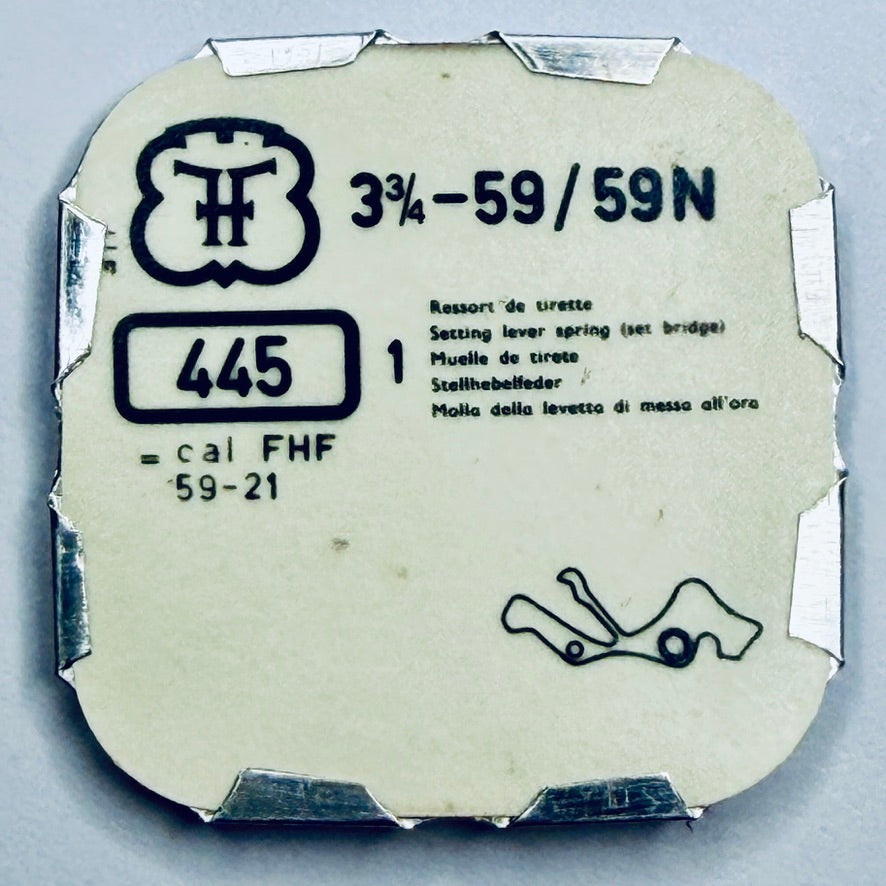 FHF
3¾-59/59N
445
1
Ressort de tirette
Setting lever spring (set bridge)
Muelle de tirete
Stellhebelfeder
Molla della levetta di messa all'ora
= cal FHF
59-21